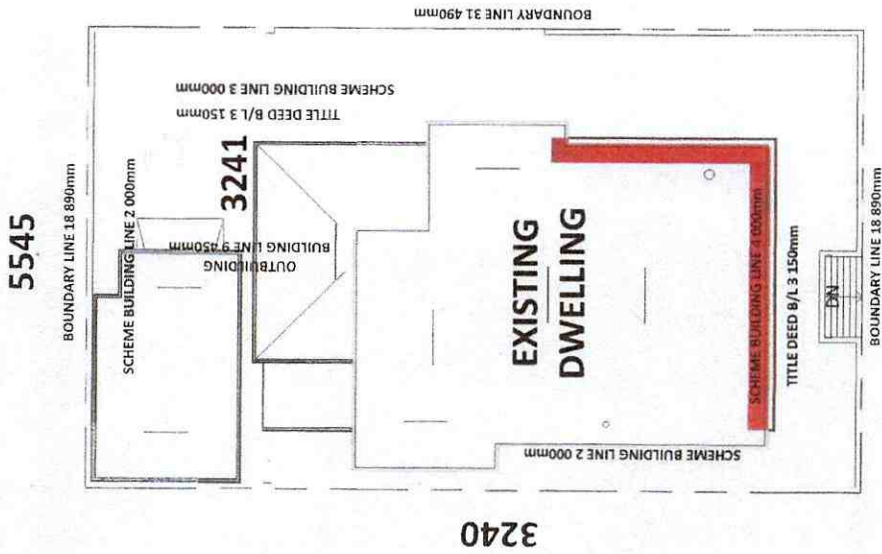 BOUNDARY LINE 31 490mm
SCHEME BUILDING LINE 3 000mm
TITLE DEED B/L 3 150mm
5545
BOUNDARY LINE 18 890mm
SCHEME BUILDING LINE 2 000mm
3241
OUTBUILDING
BUILDING LINE 9 450mm
EXISTING
DWELLING
SCHEME BUILDING LINE 4 000mm
TITLE DEED B/L 3 150mm
DN
BOUNDARY LINE 18 890mm
SCHEME BUILDING LINE 2 000mm
3240